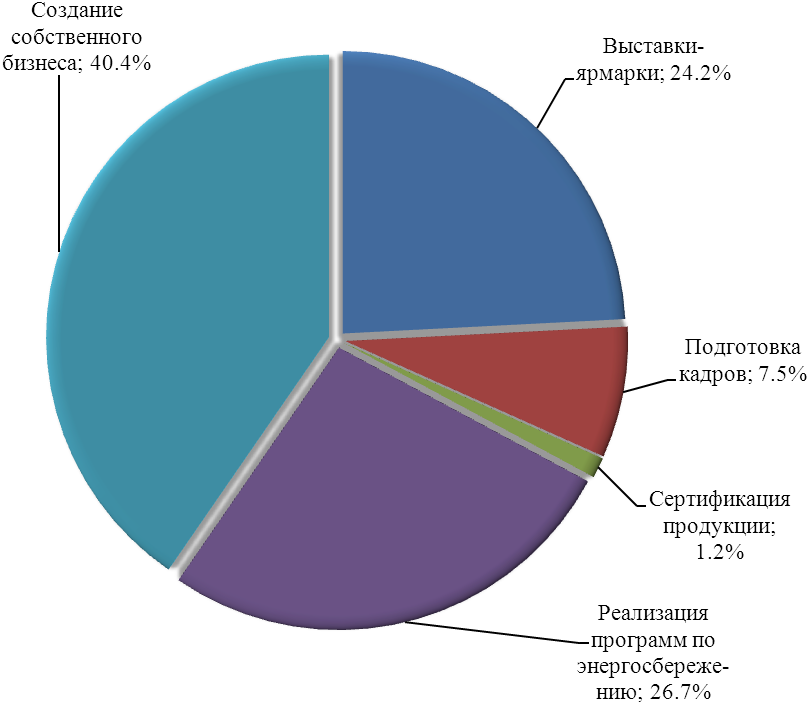 Создание
собственного
бизнеса; 40.4%
Выставки-
ярмарки; 24.2%
Подготовка
кадров; 7.5%
Сертификация
продукции;
1.2%
Реализация
программ по
энергосбереже-
нию; 26.7%